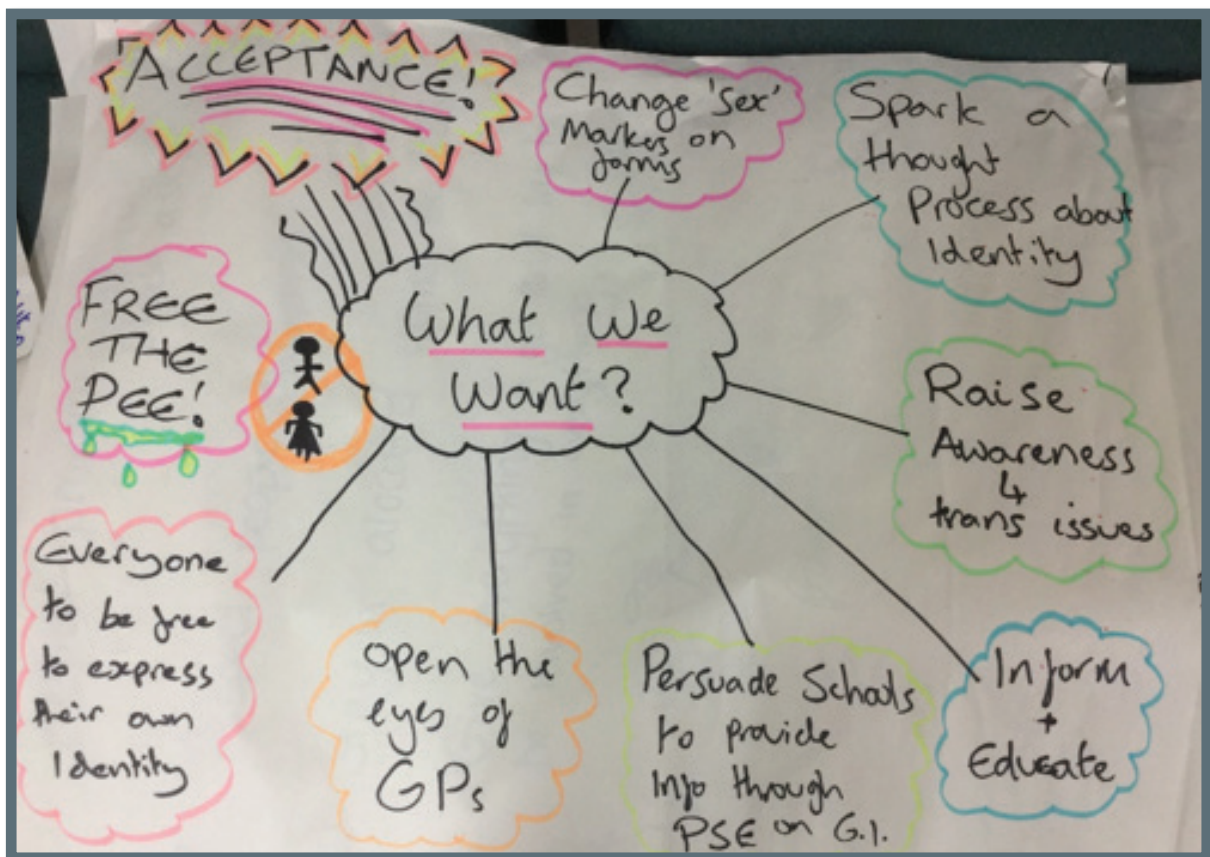 ACCEPTANCE!
Change 'Sex'
Markers on
forms
Spark a
thought
Process about
Identity
FREE
THE
PEE!
What We
Want?
Raise
Awareness
4
trans issues
Everyone
to be free
to express
their own
Identity
open the
eyes of
GPs
Persuade Schools
to provide
Info through
PSE on G.I.
Inform
+
Educate